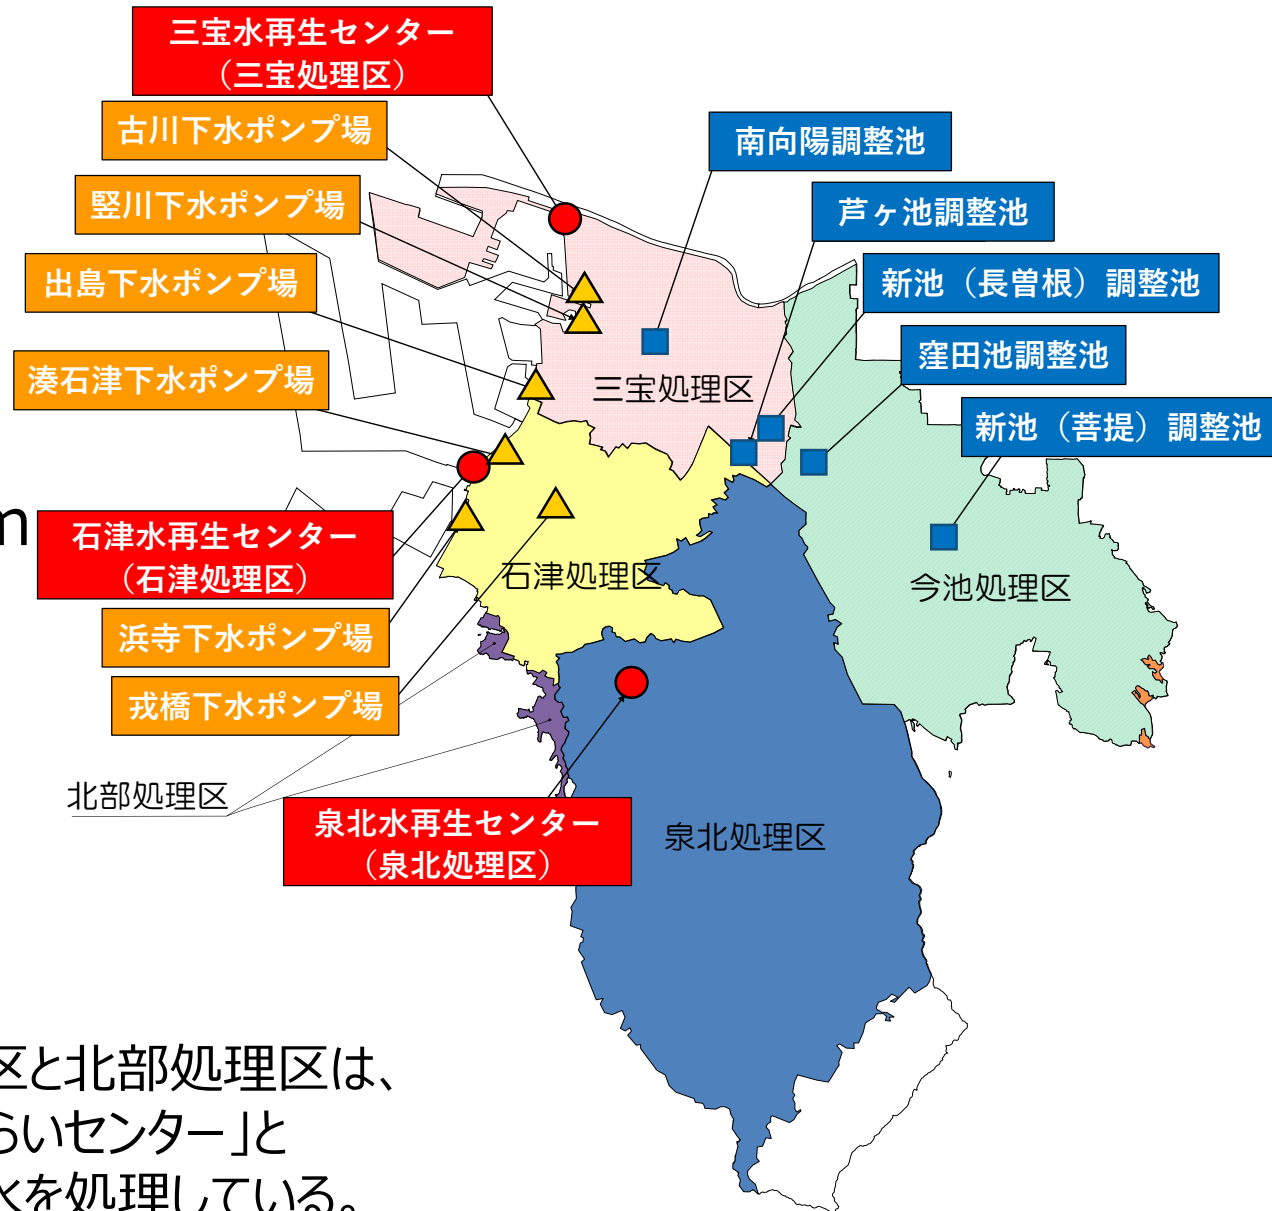 三宝水再生センター
（三宝処理区）
古川下水ポンプ場
南向陽調整池
竪川下水ポンプ場
芦ヶ池調整池
出島下水ポンプ場
新池（長曽根）調整池
窪田池調整池
湊石津下水ポンプ場
三宝処理区
新池（菩提）調整池
m
石津水再生センター
（石津処理区）
石津処理区
今池処理区
浜寺下水ポンプ場
戎橋下水ポンプ場
北部処理区
泉北水再生センター
（泉北処理区）
泉北処理区
区と北部処理区は、
らいセンター」と
水を処理している。